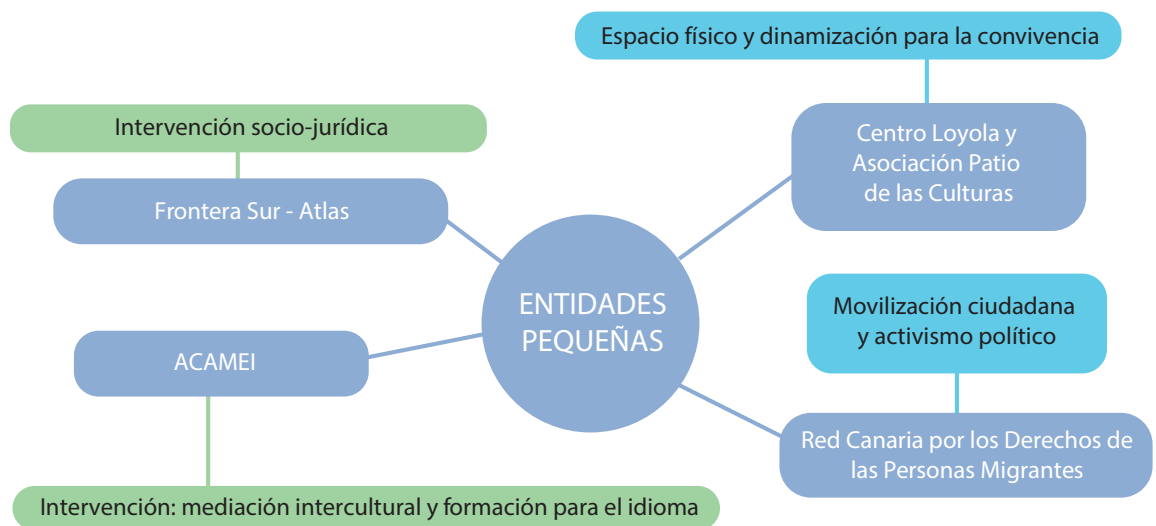 Espacio físico y dinamización para la convivencia
Intervención socio-jurídica
Centro Loyola y
Asociación Patio
de las Culturas
Frontera Sur - Atlas
ENTIDADES
PEQUEÑAS
Movilización ciudadana
y activismo político
ACAMEI
Red Canaria por los Derechos de
las Personas Migrantes
Intervención: mediación intercultural y formación para el idioma